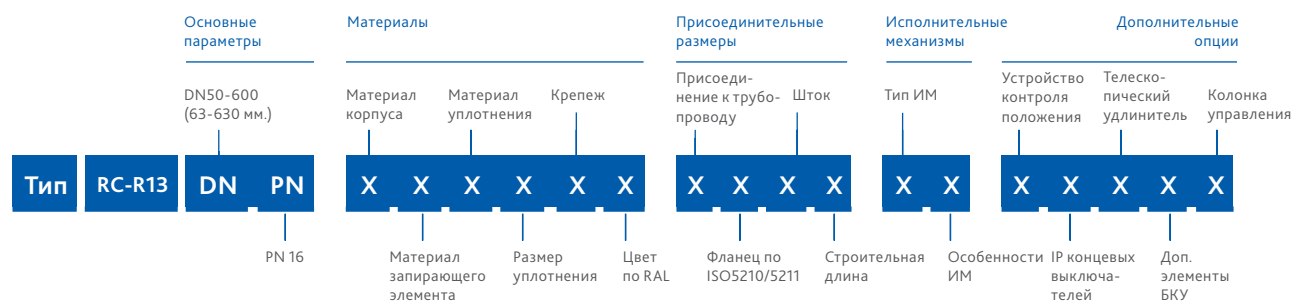 Основные
параметры
Материалы
Присоединительные
размеры
Исполнительные
механизмы
Дополнительные
опции
DN50-600
(63-630 мм.)
Материал
корпуса
Материал
уплотнения
Крепеж
Присоеди-
нение к трубо-
проводу
Шток
Тип ИМ
Устройство
контроля
положения
Телеско-
пический
удлинитель
Колонка
управления
Тип RC-R13 DN PN X X X X X X X X X X X X X X X X X
PN 16
Материал
запирающего
элемента
Размер
уплотнения
Цвет
по RAL
Фланец по
ISO5210/5211
Строительная
длина
Особенности
ИМ
IP концевых
выключа-
телей
Доп.
элементы
БКУ